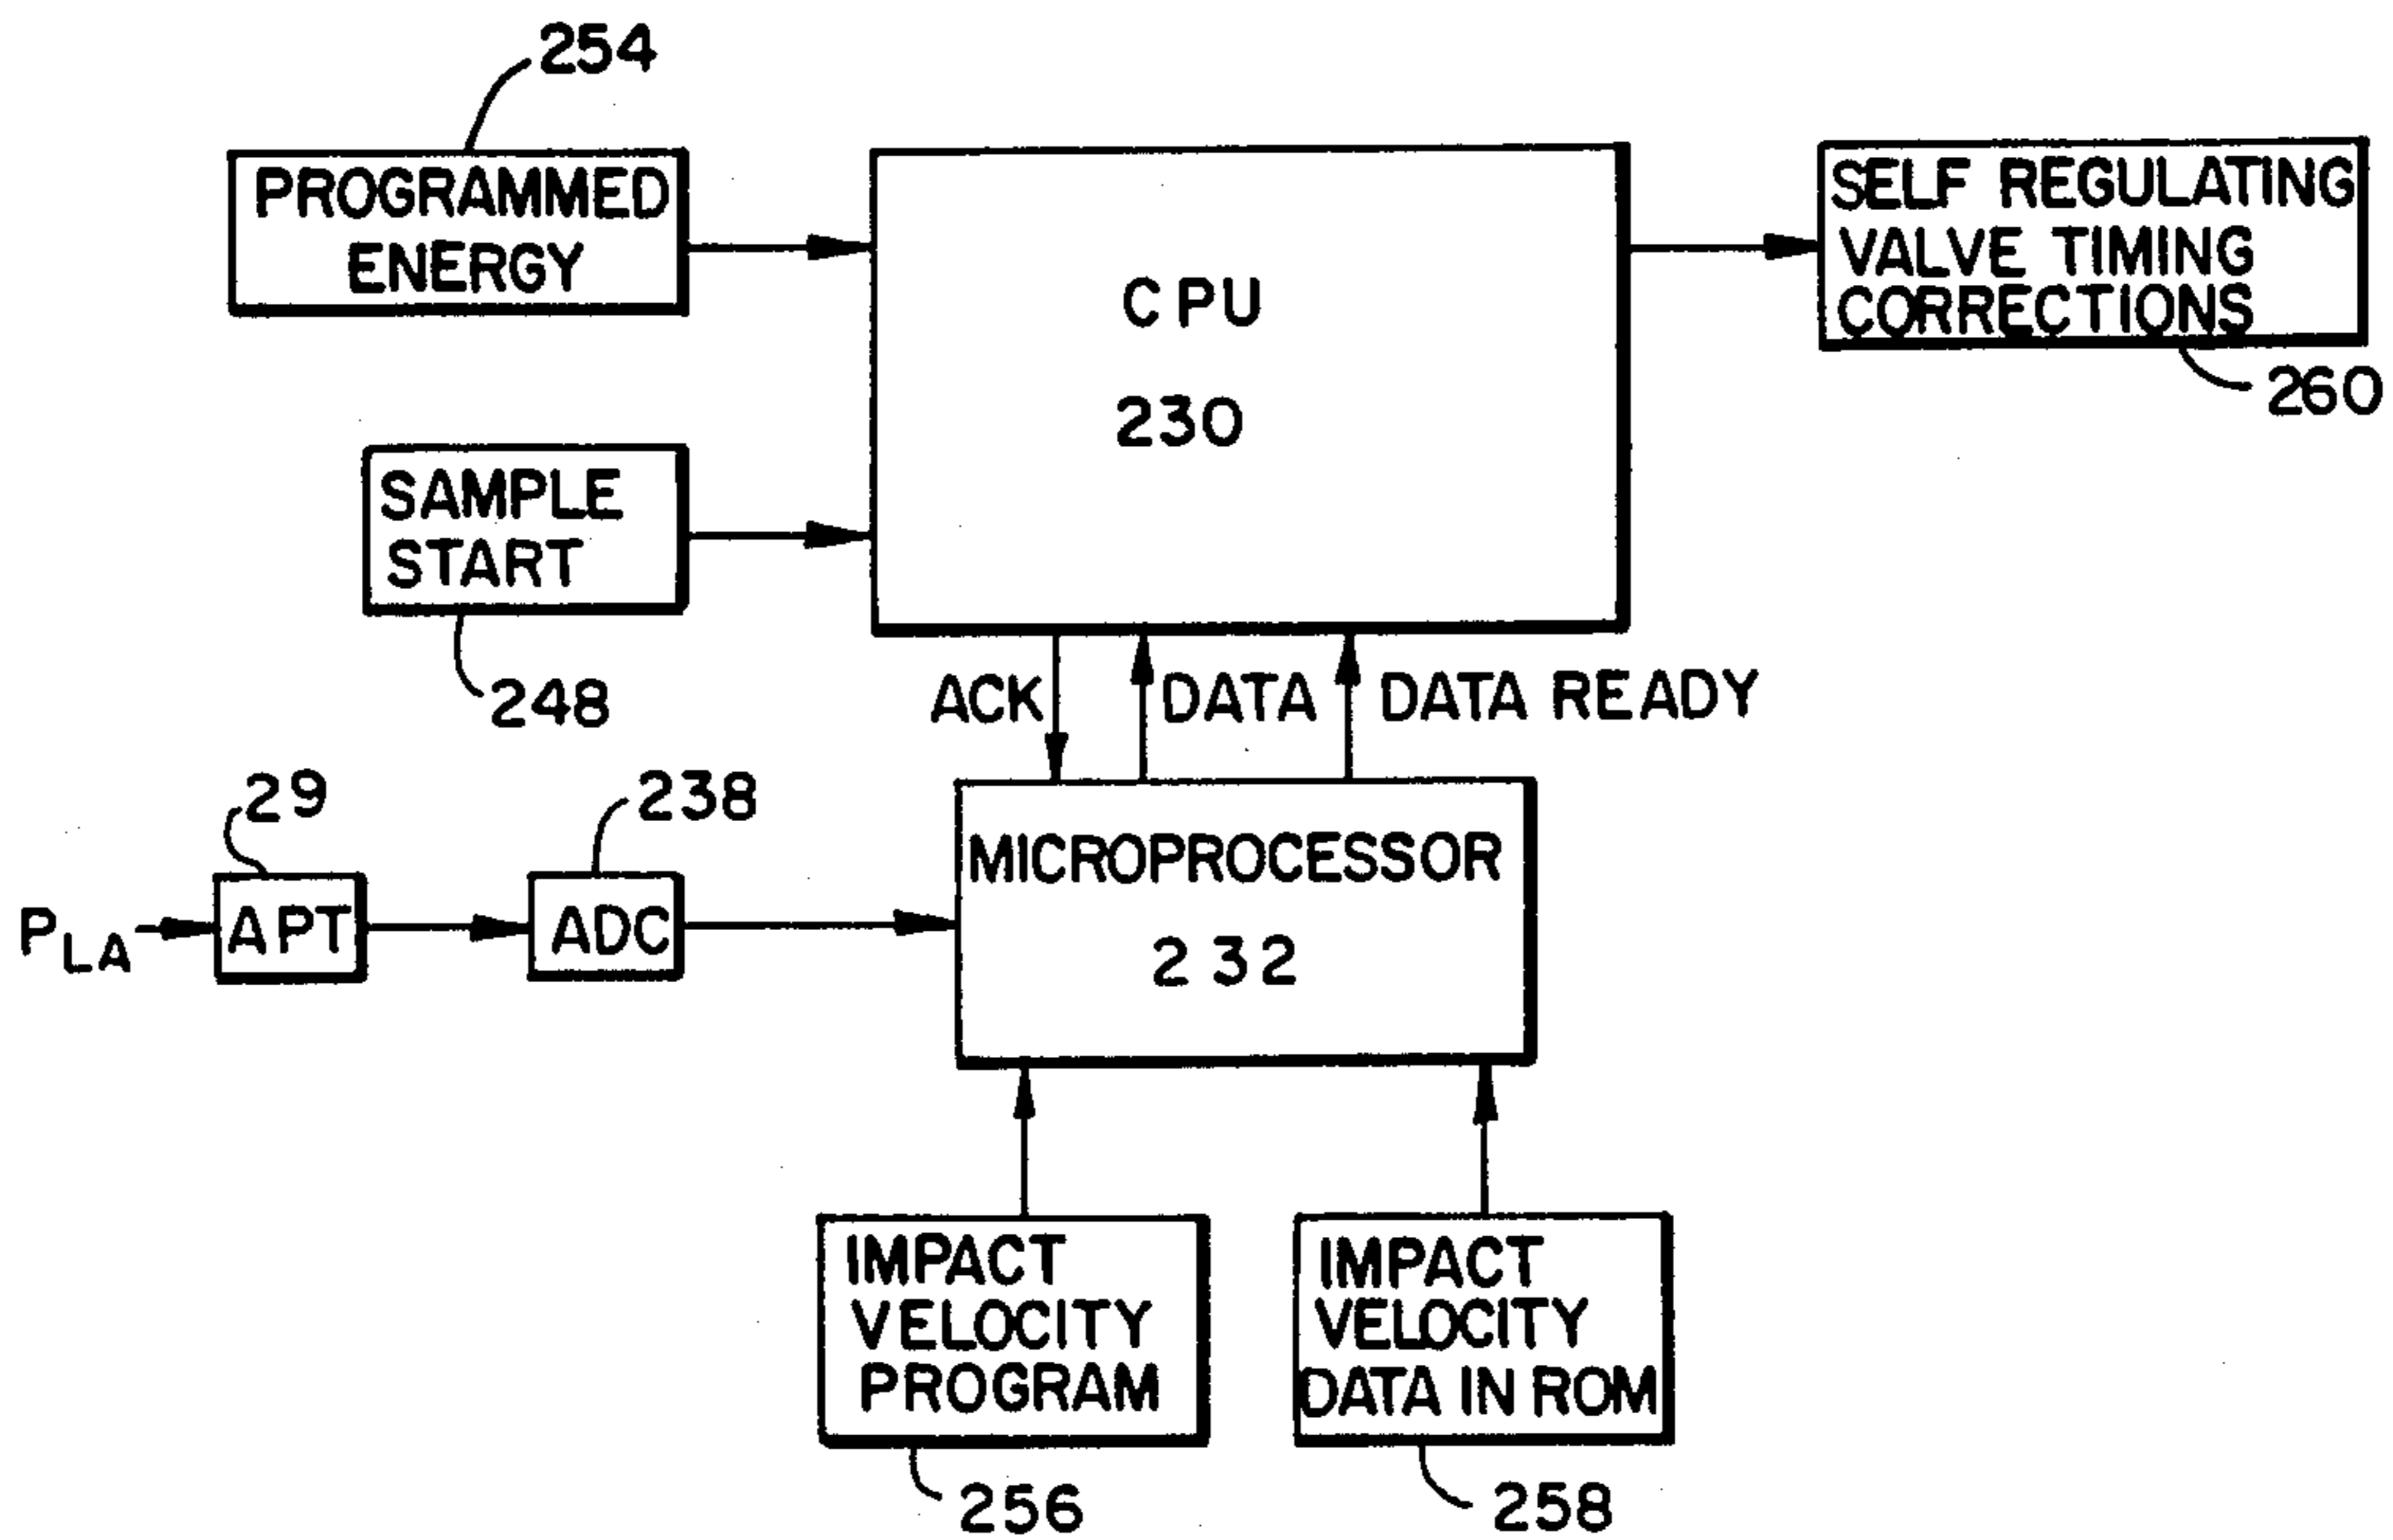 254
PROGRAMMED
ENERGY
CPU
230
SELF REGULATING
VALVE TIMING
CORRECTIONS
260
SAMPLE
START
248
ACK
DATA
DATA READY
29
238
PLA
APT
ADC
MICROPROCESSOR
232
IMPACT
VELOCITY
PROGRAM
256
IMPACT
VELOCITY
DATA IN ROM
258